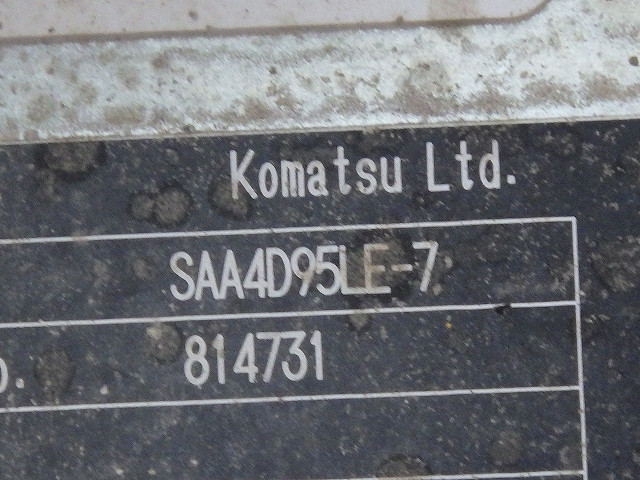 Komatsu Ltd.
SAA4D95LE-7
o. 814731